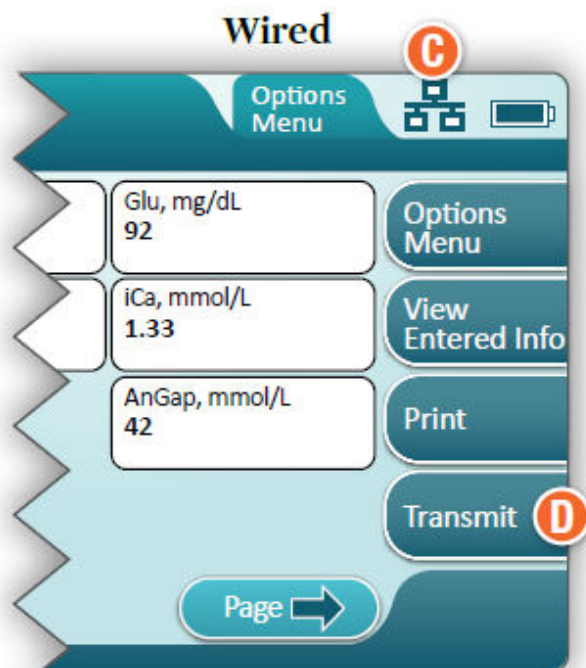 Wired
C
Options
Menu
Glu, mg/dL
92
Options
Menu
iCa, mmol/L
1.33
View
Entered Info
AnGap, mmol/L
42
Print
Transmit
D
Page